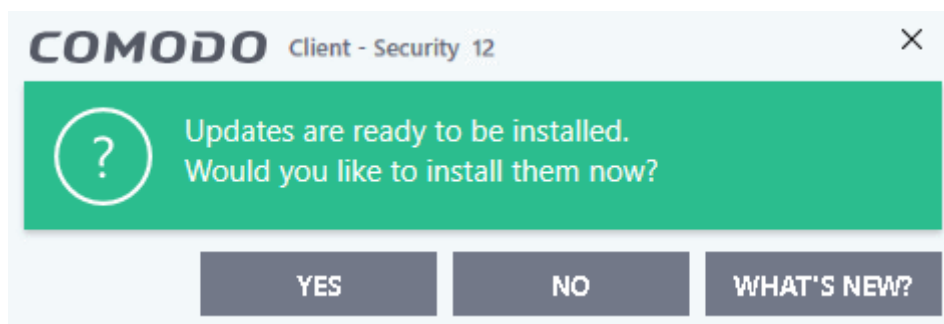 COMODO Client - Security 12
?
Updates are ready to be installed.
Would you like to install them now?
YES NO WHAT'S NEW?